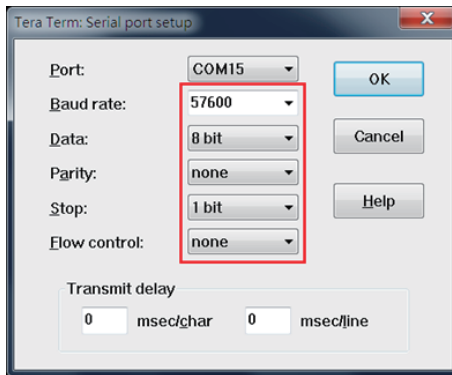 Tera Term: Serial port setup
Port: COM15 OK
Baud rate: 57600
Data: 8 bit Cancel
Parity: none
Stop: 1 bit Help
Flow control: none
Transmit delay
0 msec/char 0 msec/line